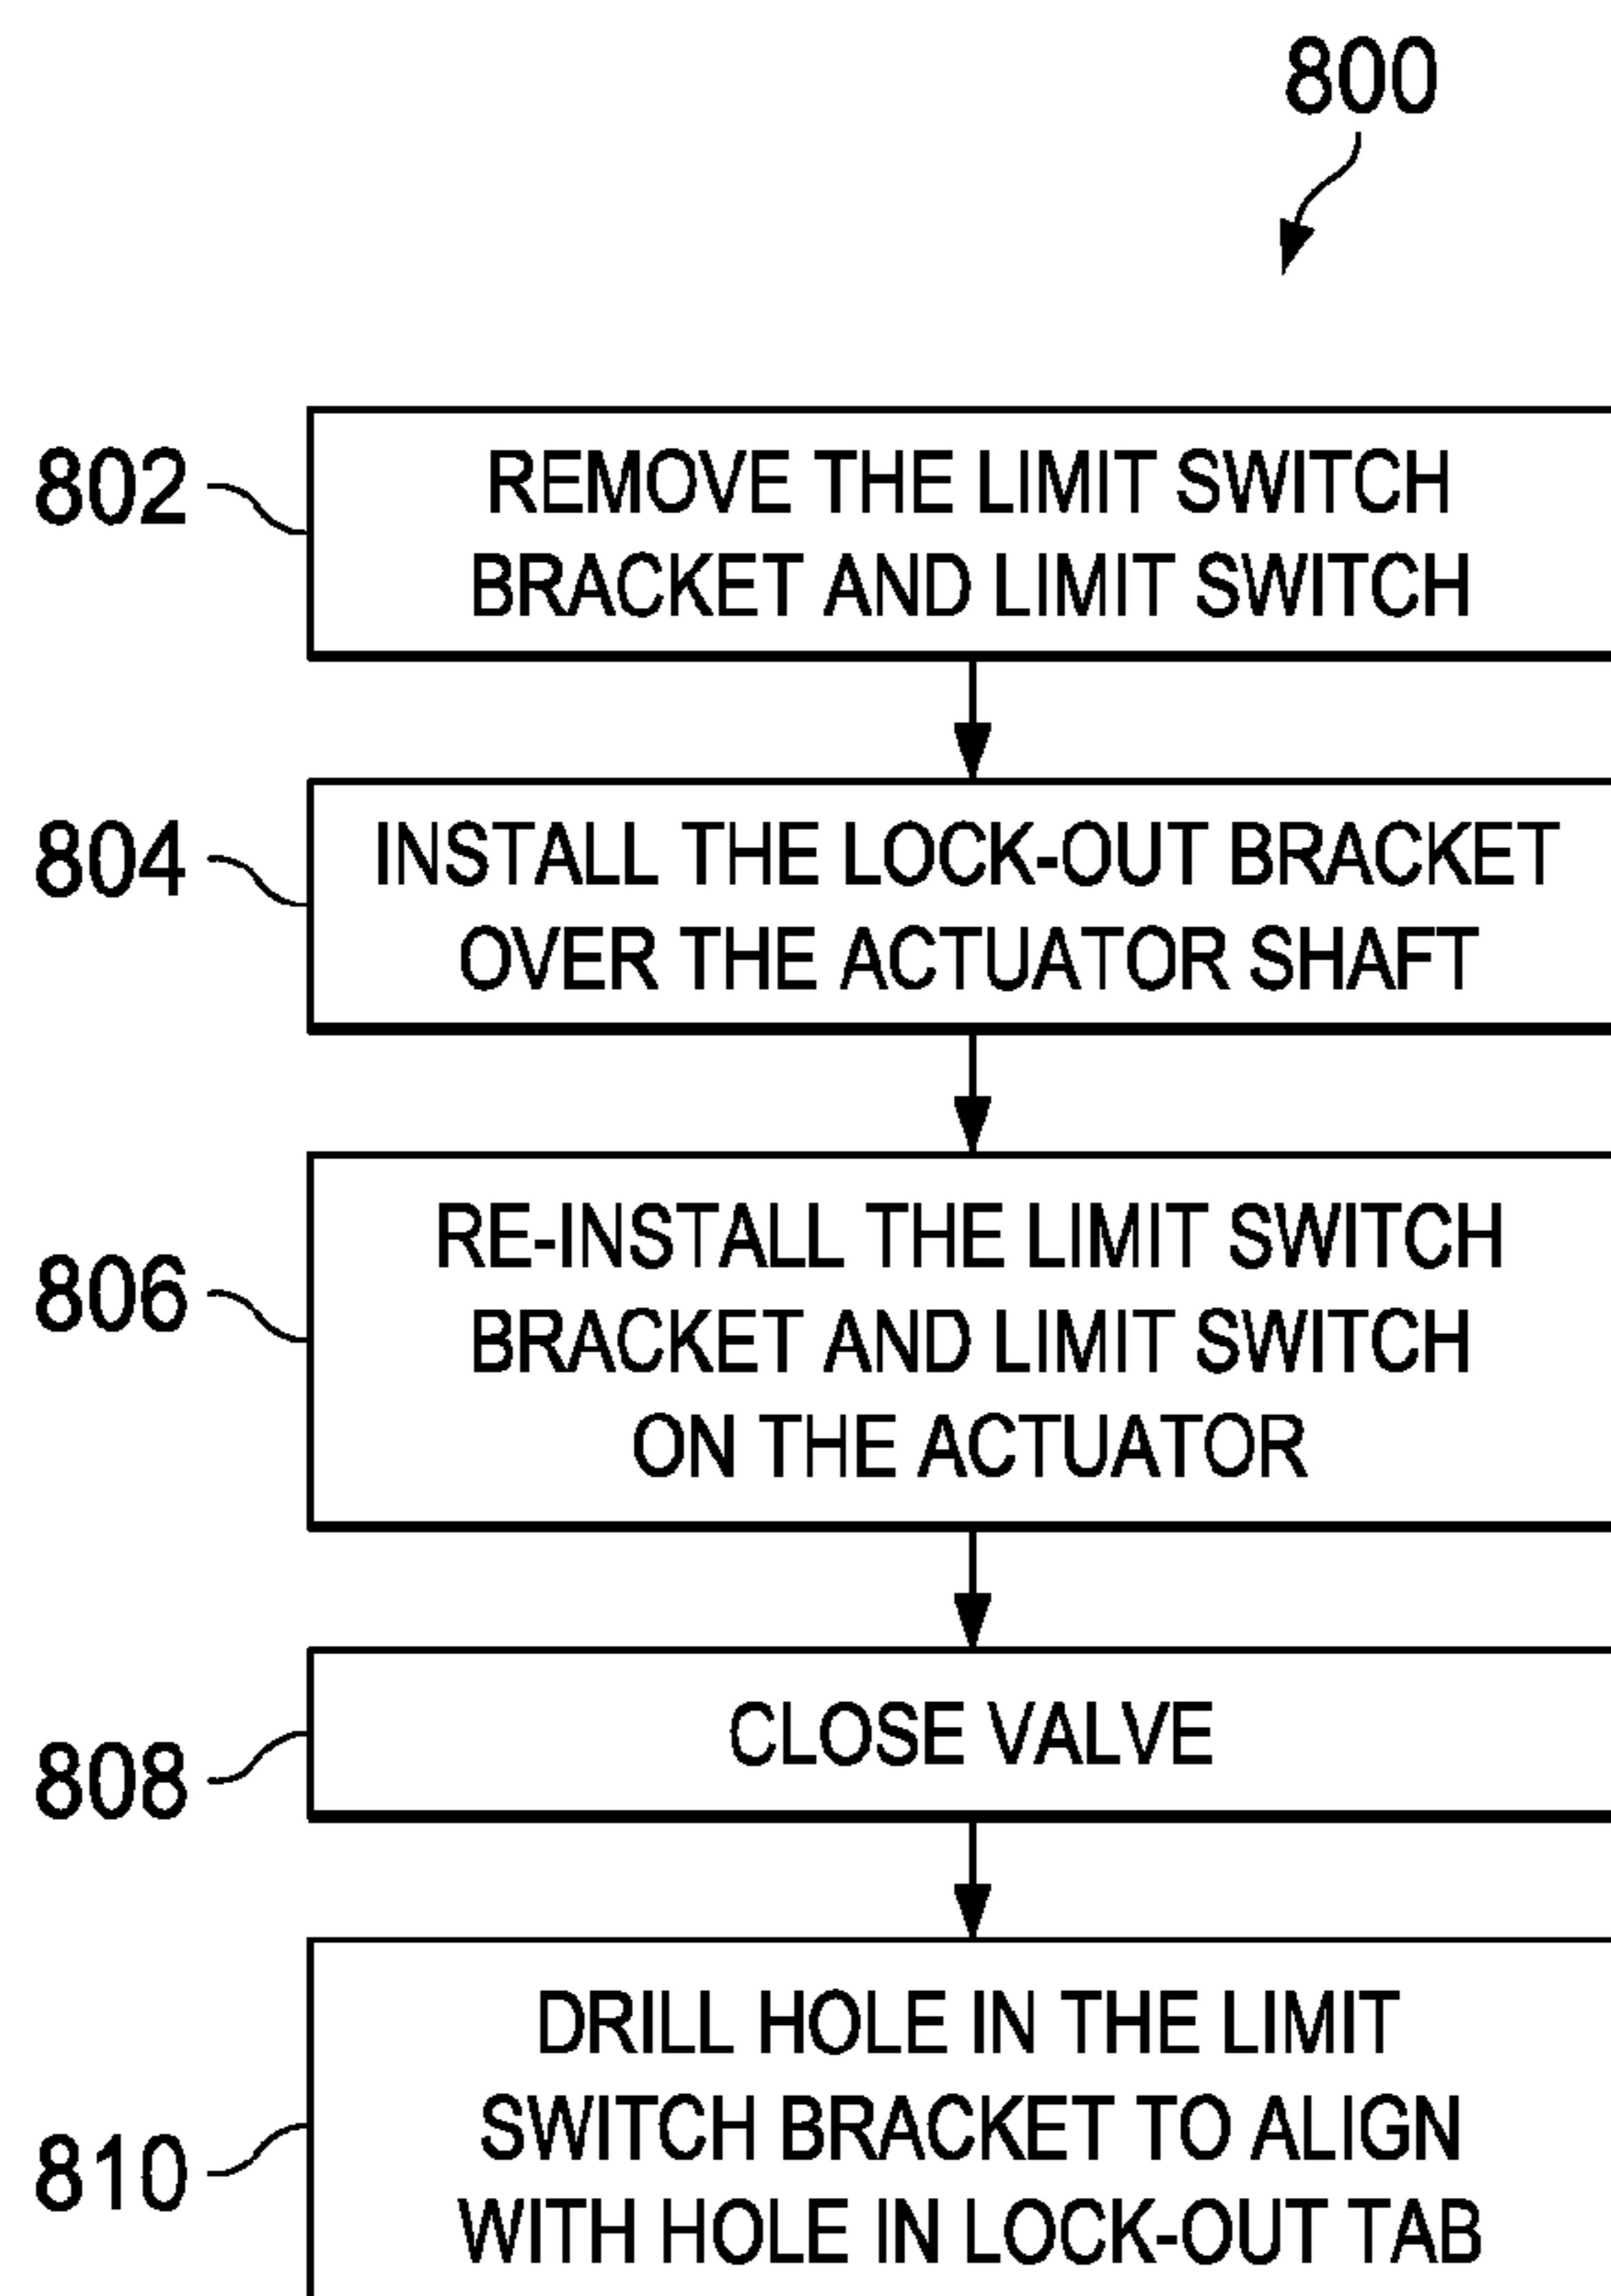 800
802
REMOVE THE LIMIT SWITCH
BRACKET AND LIMIT SWITCH
804
INSTALL THE LOCK-OUT BRACKET
OVER THE ACTUATOR SHAFT
806
RE-INSTALL THE LIMIT SWITCH
BRACKET AND LIMIT SWITCH
ON THE ACTUATOR
808
CLOSE VALVE
810
DRILL HOLE IN THE LIMIT
SWITCH BRACKET TO ALIGN
WITH HOLE IN LOCK-OUT TAB